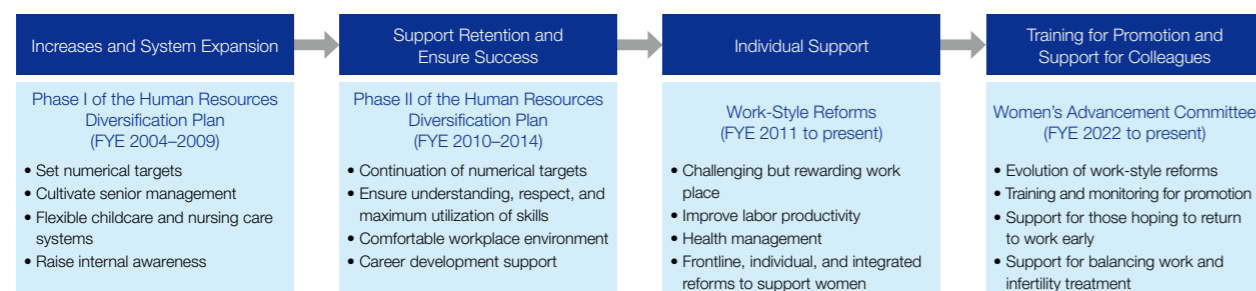 Increases and System Expansion
Support Retention and
Ensure Success
Individual Support
Training for Promotion and
Support for Colleagues
Phase I of the Human Resources
Diversification Plan
(FYE 2004–2009)
• Set numerical targets
• Cultivate senior management
• Flexible childcare and nursing care
systems
• Raise internal awareness
Phase II of the Human Resources
Diversification Plan
(FYE 2010–2014)
• Continuation of numerical targets
• Ensure understanding, respect, and
maximum utilization of skills
• Comfortable workplace environment
• Career development support
Work-Style Reforms
(FYE 2011 to present)
• Challenging but rewarding work
place
• Improve labor productivity
• Health management
• Frontline, individual, and integrated
reforms to support women
Women's Advancement Committee
(FYE 2022 to present)
• Evolution of work-style reforms
• Training and monitoring for promotion
• Support for those hoping to return
to work early
• Support for balancing work and
infertility treatment